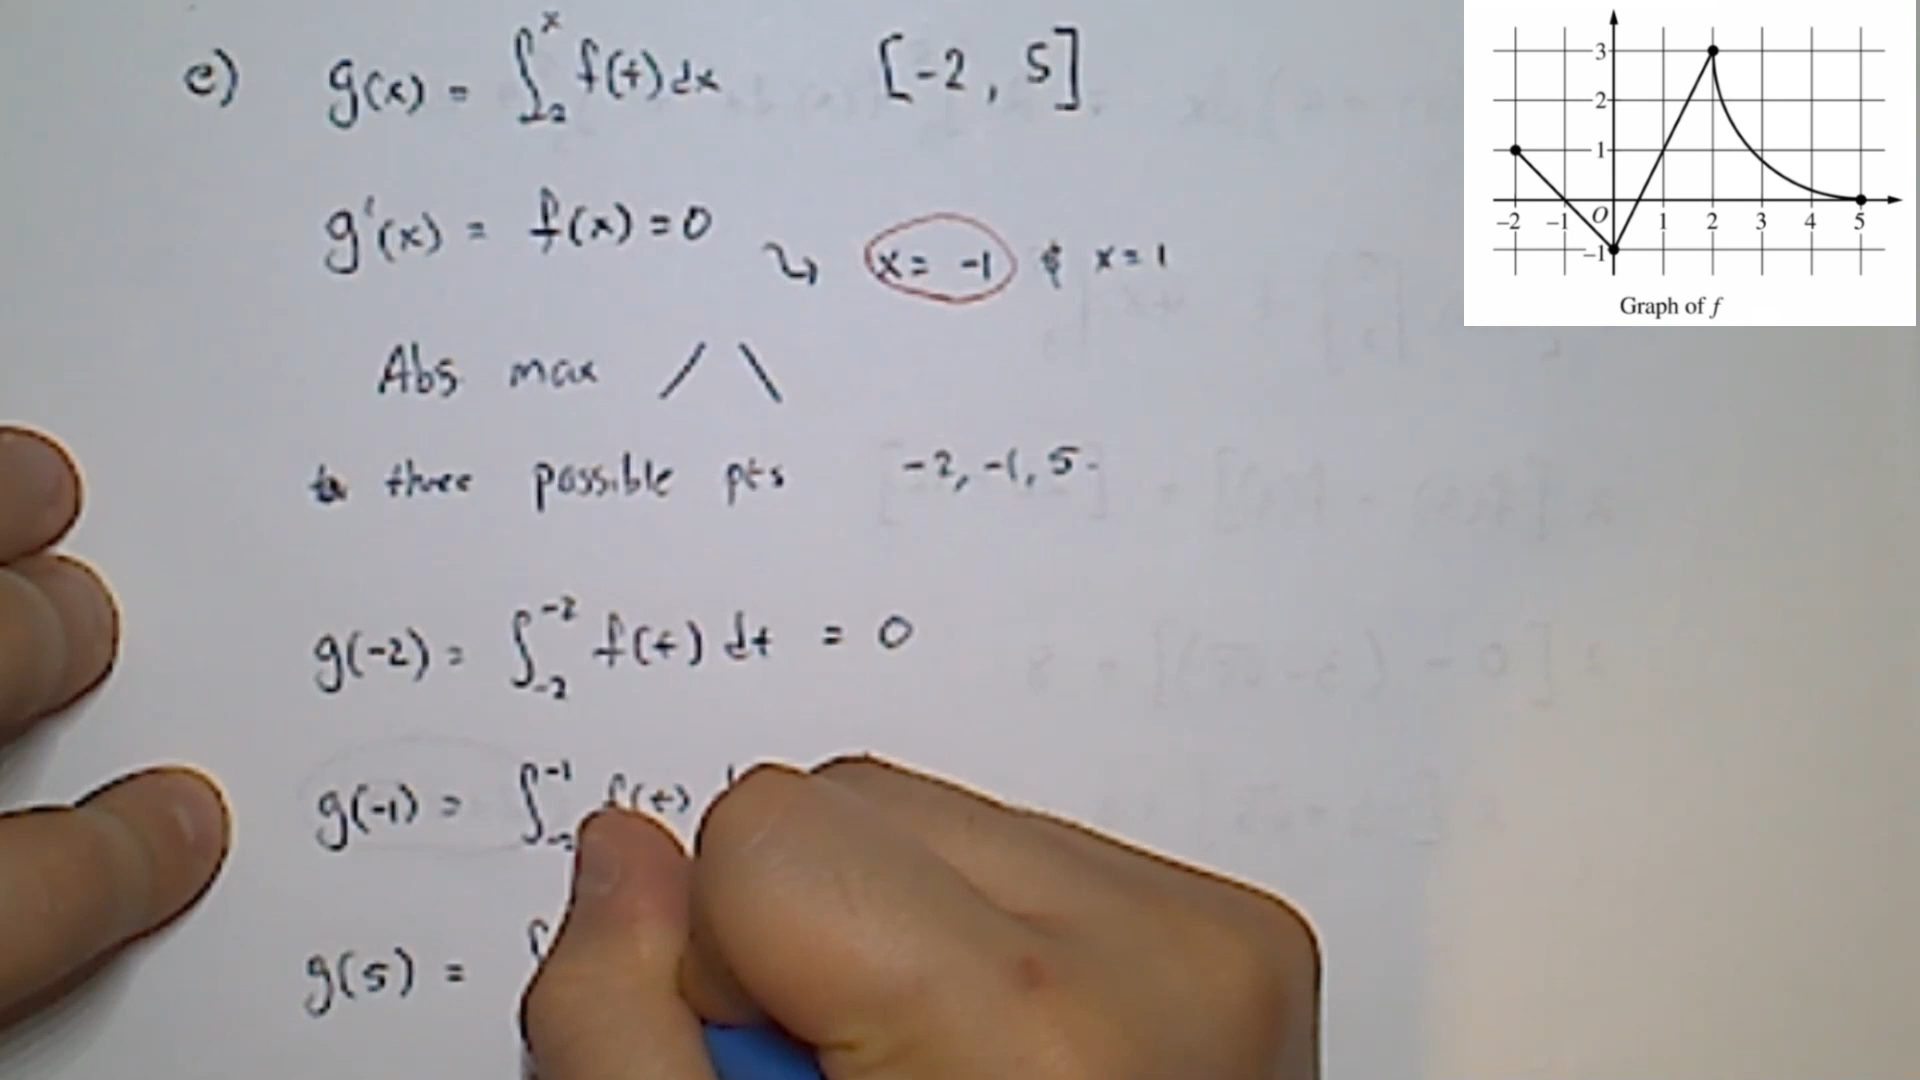 c) g(x) = ∫₋₂ˣ f(t) dx [-2, 5]
g'(x) = f(x) = 0 ↳ x = -1 & x = 1
Abs max / \
three possible pts -2, -1, 5.
g(-2) = ∫₋₂⁻² f(t) dt = 0
g(-1) = ∫₋₂⁻¹ f(t)
g(5) = ∫
3
2
1
-2 -1 O 1 2 3 4 5
-1
Graph of f